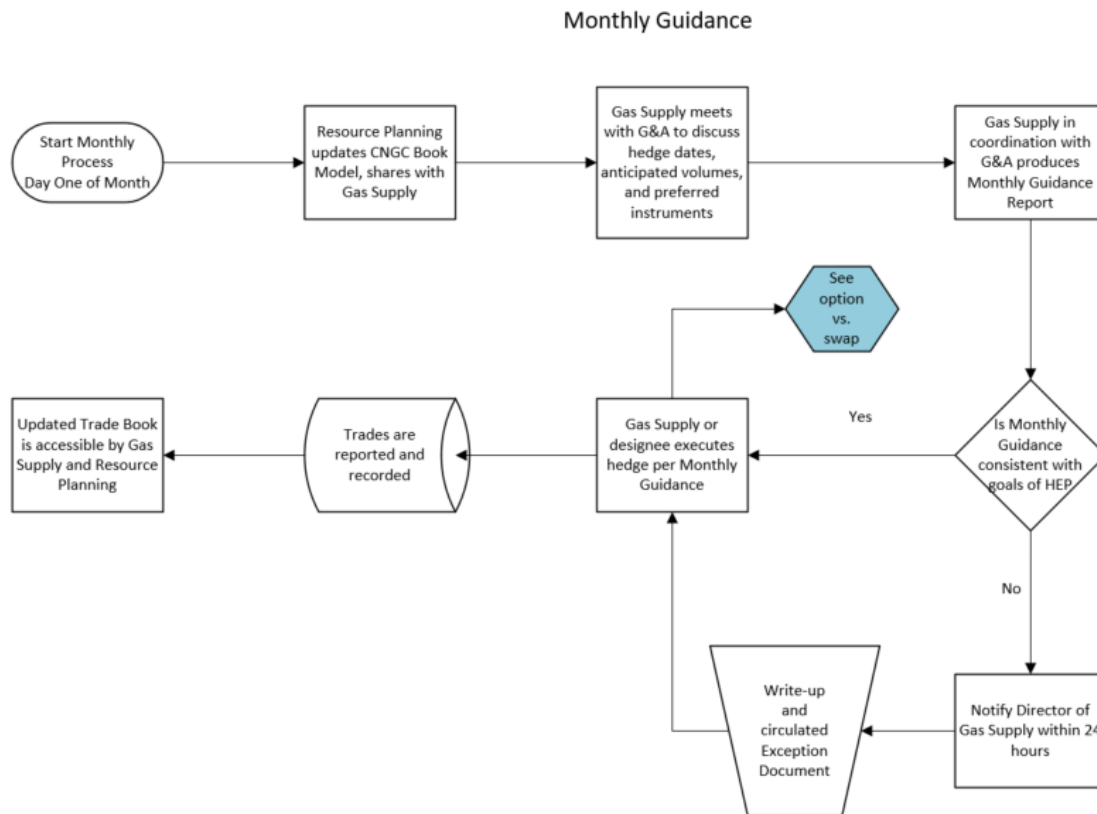 Monthly Guidance
Start Monthly
Process
Day One of Month
Resource Planning
updates CNGC Book
Model, shares with
Gas Supply
Gas Supply meets
with G&A to discuss
hedge dates,
anticipated volumes,
and preferred
instruments
Gas Supply in
coordination with
G&A produces
Monthly Guidance
Report
See
option
vs.
swap
Updated Trade Book
is accessible by Gas
Supply and Resource
Planning
Trades are
reported and
recorded
Gas Supply or
designee executes
hedge per Monthly
Guidance
Yes
Is Monthly
Guidance
consistent with
goals of HEP
No
Write-up
and
circulated
Exception
Document
Notify Director of
Gas Supply within 24
hours